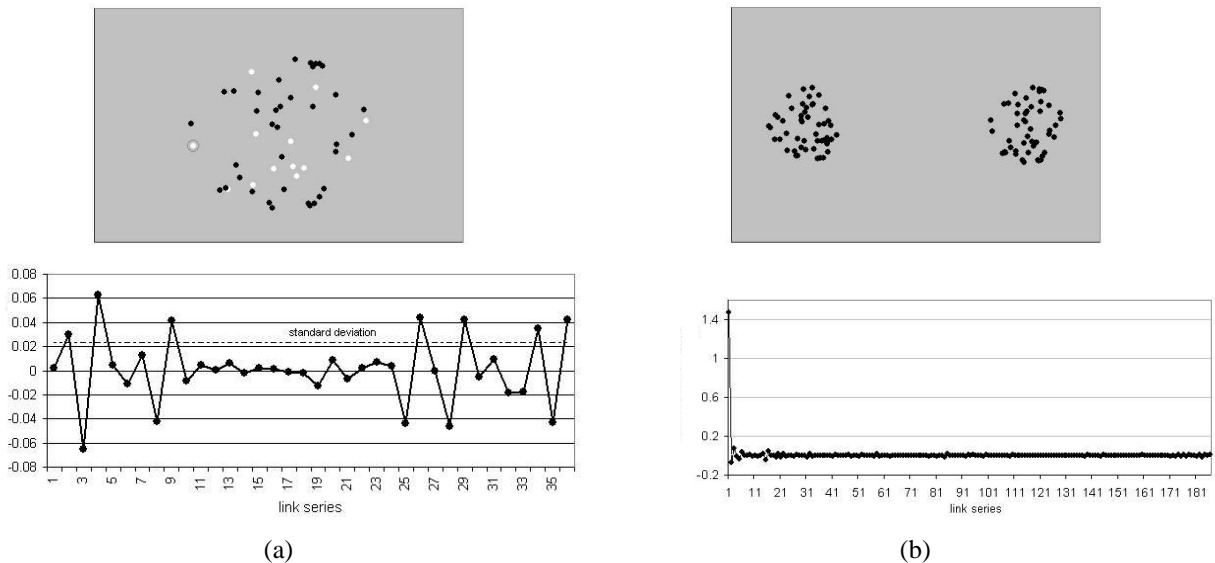 0.08
0.06
0.04
standard deviation
0.02
0
-0.02
-0.04
-0.06
-0.08
1 3 5 7 9 11 13 15 17 19 21 23 25 27 29 31 33 35
link series
(a)
1.4
1
0.6
0.2
-0.2
1 11 21 31 41 51 61 71 81 91 101 111 121 131 141 151 161 171 181
link series
(b)